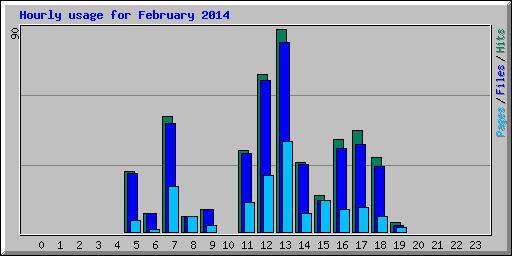 Hourly usage for February 2014
90
Pages/Files/Hits
0 1 2 3 4 5 6 7 8 9 10 11 12 13 14 15 16 17 18 19 20 21 22 23